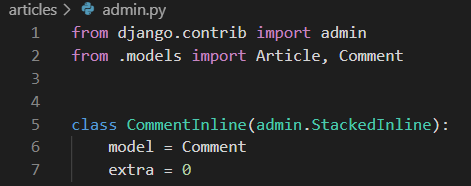 articles > admin.py
1 from django.contrib import admin
2 from .models import Article, Comment
3
4
5 class CommentInline(admin.StackedInline):
6     model = Comment
7     extra = 0